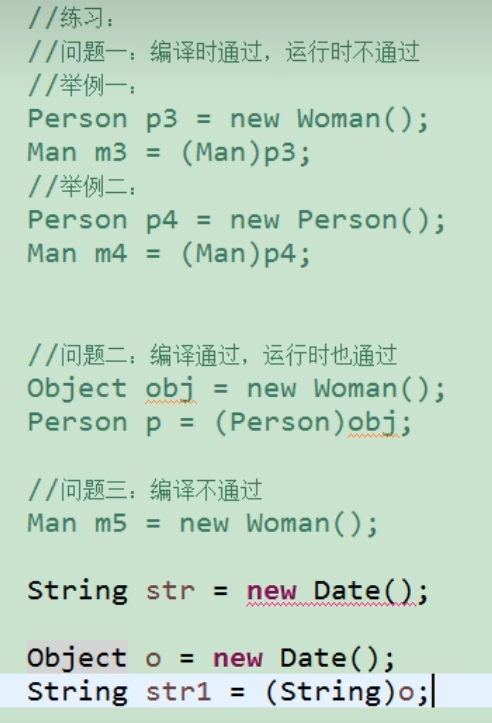 //练习：
//问题一：编译时通过，运行时不通过
//举例一：
Person p3 = new Woman();
Man m3 = (Man)p3;
//举例二：
Person p4 = new Person();
Man m4 = (Man)p4;
//问题二：编译通过，运行时也通过
Object obj = new Woman();
Person p = (Person)obj;
//问题三：编译不通过
Man m5 = new Woman();
String str = new Date();
Object o = new Date();
String str1 = (String)o;